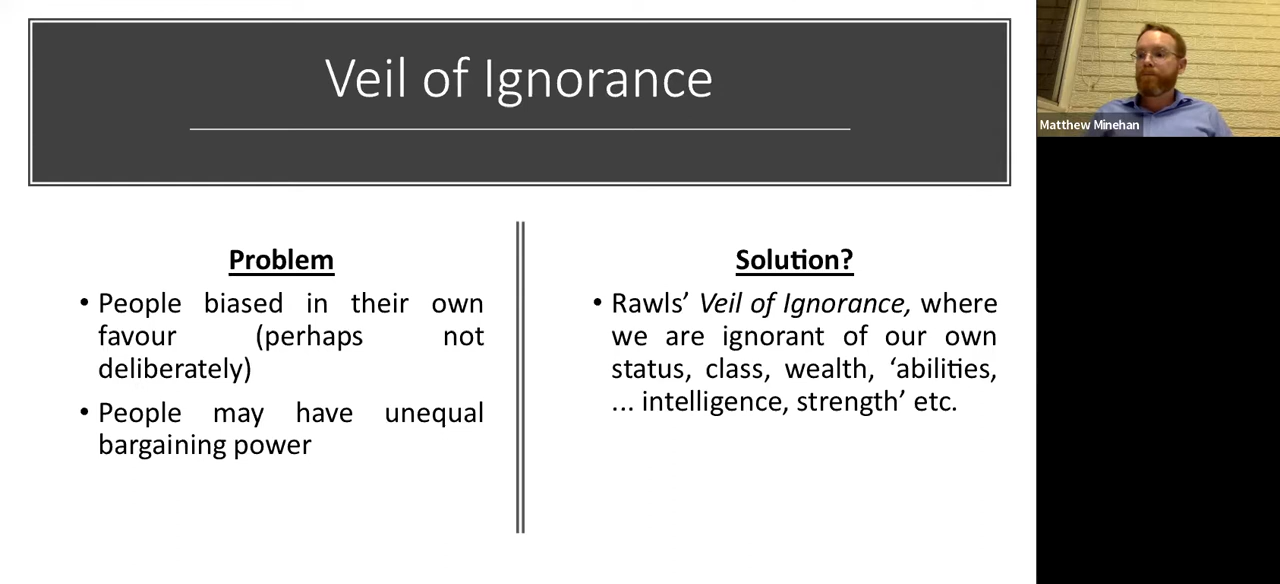 Veil of Ignorance
Matthew Minehan
Problem
• People biased in their own
favour (perhaps not
deliberately)
• People may have unequal
bargaining power
Solution?
• Rawls’ Veil of Ignorance, where
we are ignorant of our own
status, class, wealth, ‘abilities,
... intelligence, strength’ etc.